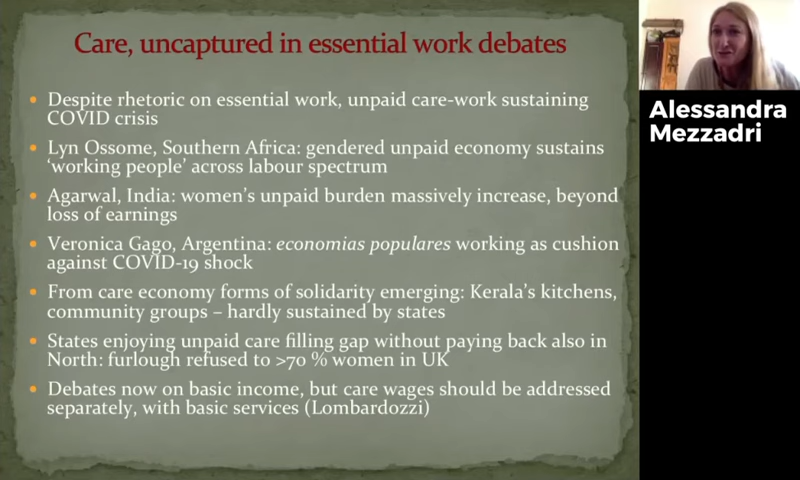 Care, uncaptured in essential work debates
Despite rhetoric on essential work, unpaid care-work sustaining
COVID crisis
Lyn Ossome, Southern Africa: gendered unpaid economy sustains
‘working people’ across labour spectrum
Agarwal, India: women’s unpaid burden massively increase, beyond
loss of earnings
Veronica Gago, Argentina: economias populares working as cushion
against COVID-19 shock
From care economy forms of solidarity emerging: Kerala’s kitchens,
community groups – hardly sustained by states
States enjoying unpaid care filling gap without paying back also in
North: furlough refused to >70 % women in UK
Debates now on basic income, but care wages should be addressed
separately, with basic services (Lombardozzi)
Alessandra
Mezzadri